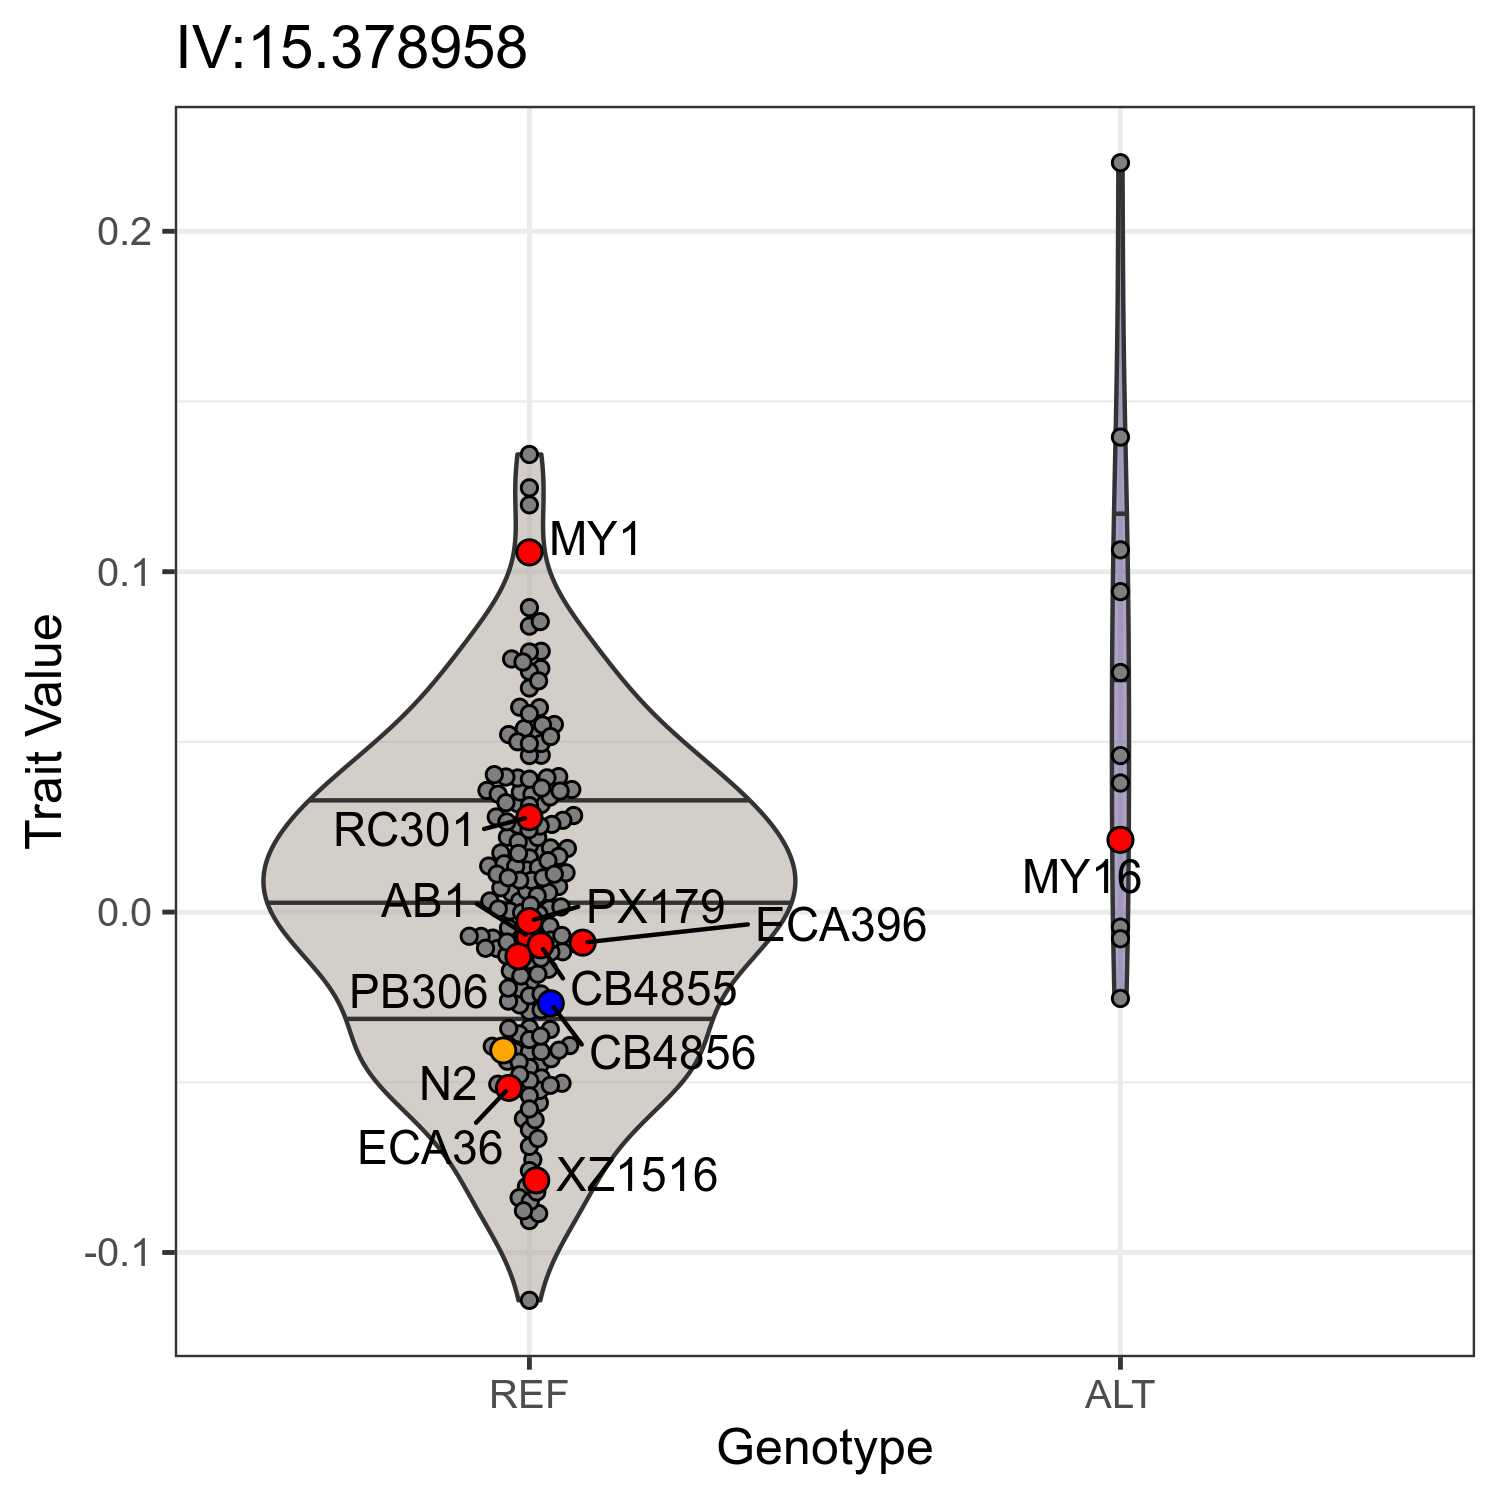 IV:15.378958
Trait Value
0.2
0.1
0.0
-0.1
MY1
RC301
AB1
PX179
ECA396
PB306
CB4855
CB4856
N2
ECA36
XZ1516
MY16
REF
ALT
Genotype